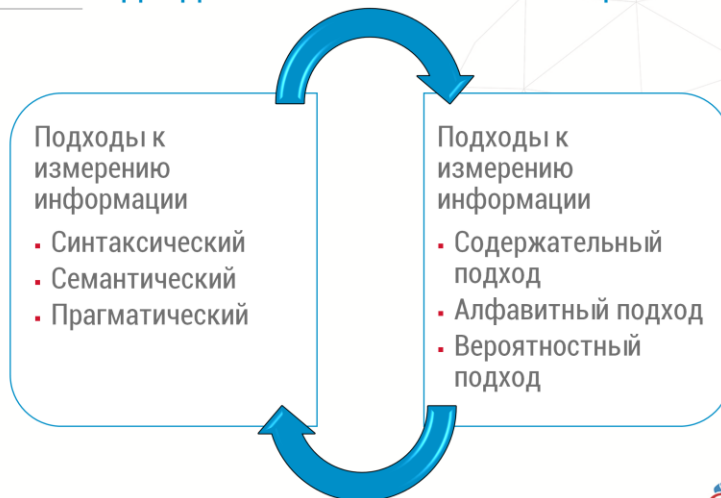 Подходы к
измерению
информации
▪ Синтаксический
▪ Семантический
▪ Прагматический
Подходы к
измерению
информации
▪ Содержательный
подход
▪ Алфавитный подход
▪ Вероятностный
подход